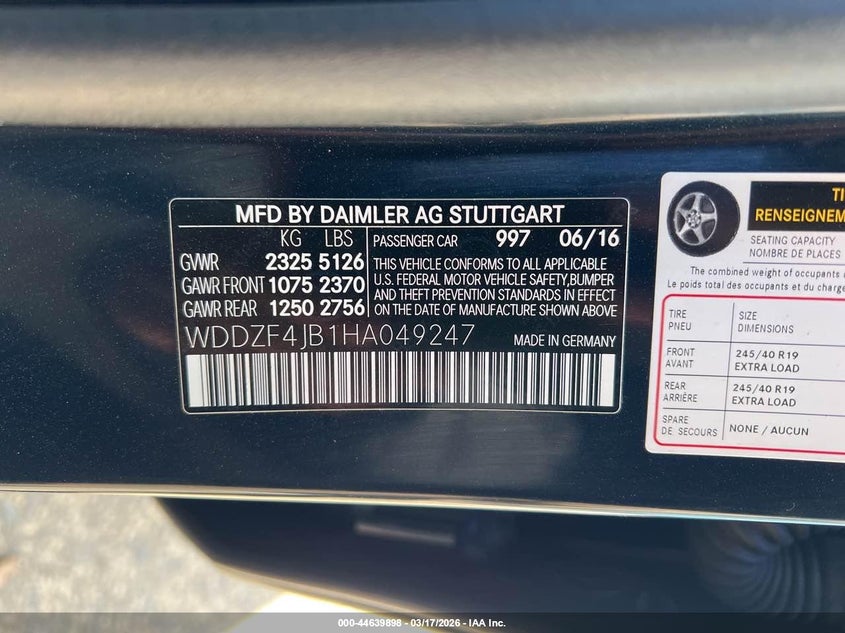 MFD BY DAIMLER AG STUTTGART
KG LBS
GVWR 2325 5126
GAWR FRONT 1075 2370
GAWR REAR 1250 2756
PASSENGER CAR 997 06/16
THIS VEHICLE CONFORMS TO ALL APPLICABLE
U.S. FEDERAL MOTOR VEHICLE SAFETY,BUMPER
AND THEFT PREVENTION STANDARDS IN EFFECT
ON THE DATE OF MANUFACTURE SHOWN ABOVE
WDDZF4JB1HA049247 MADE IN GERMANY
RENSEIGNEM
SEATING CAPACITY
NOMBRE DE PLACES
The combined weight of occupants
Le poids total des occupants et du charge
TIRE SIZE
PNEU DIMENSIONS
FRONT 245/40 R19
AVANT EXTRA LOAD
REAR 245/40 R19
ARRIÈRE EXTRA LOAD
SPARE NONE / AUCUN
DE SECOURS
000-44639898 - 03/17/2026 - IAA Inc.